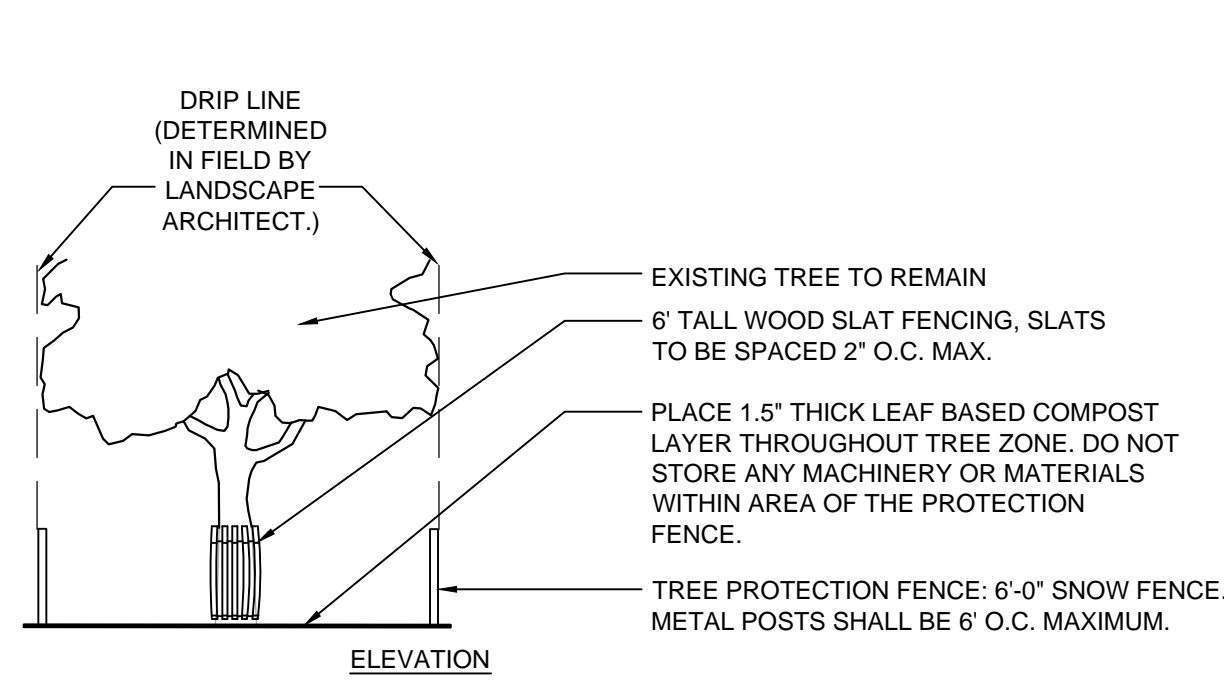 DRIP LINE
(DETERMINED
IN FIELD BY
LANDSCAPE
ARCHITECT.)
EXISTING TREE TO REMAIN
6' TALL WOOD SLAT FENCING, SLATS
TO BE SPACED 2" O.C. MAX.
PLACE 1.5" THICK LEAF BASED COMPOST
LAYER THROUGHOUT TREE ZONE. DO NOT
STORE ANY MACHINERY OR MATERIALS
WITHIN AREA OF THE PROTECTION
FENCE.
TREE PROTECTION FENCE: 6'-0" SNOW FENCE.
METAL POSTS SHALL BE 6' O.C. MAXIMUM.
ELEVATION